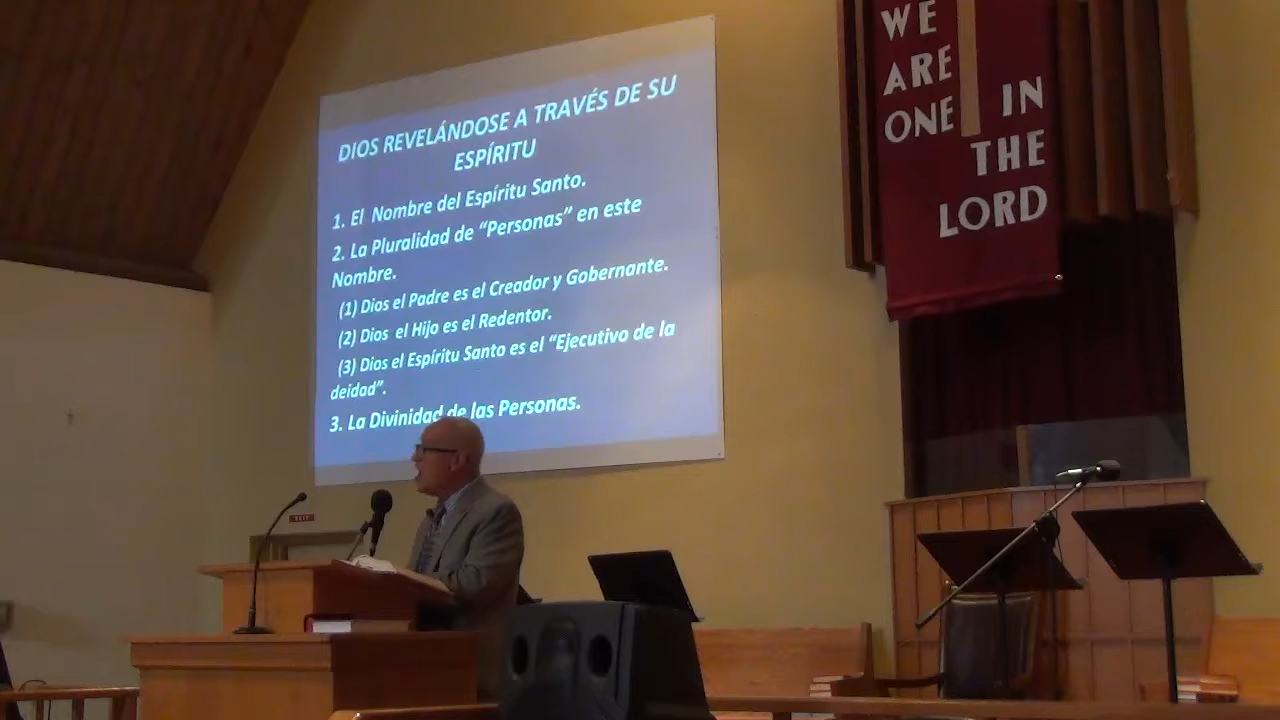 DIOS REVELÁNDOSE A TRAVÉS DE SU
ESPÍRITU
1. El Nombre del Espíritu Santo.
2. La Pluralidad de “Personas” en este
Nombre.
(1) Dios el Padre es el Creador y Gobernante.
(2) Dios el Hijo es el Redentor.
(3) Dios el Espíritu Santo es el “Ejecutivo de la
deidad”.
3. La Divinidad de las Personas.
WE
ARE
ONE IN
THE
LORD
EXIT